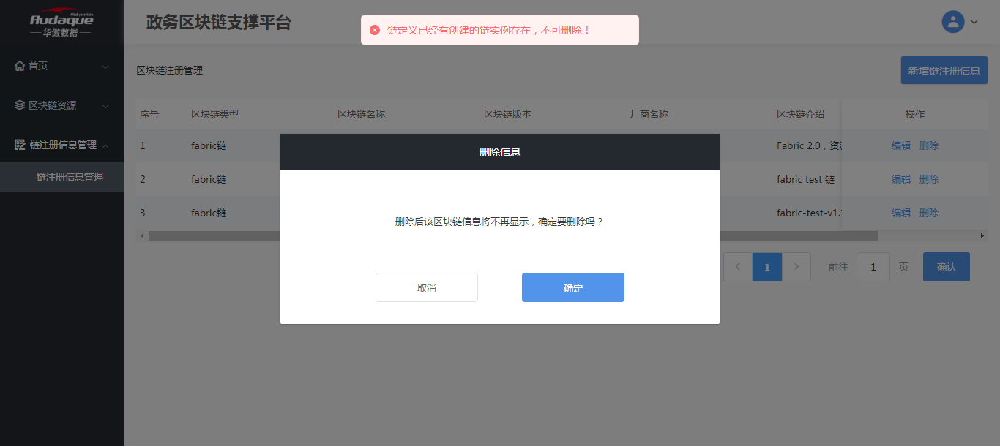 Mind your data
Audaque
华傲数据
政务区块链支撑平台
链定义已经有创建的链实例存在，不可删除！
首页
区块链资源
链注册信息管理
链注册信息管理
区块链注册管理
新增链注册信息
序号 区块链类型 区块链名称 区块链版本 厂商名称 区块链介绍 操作
1 fabric链 Fabric 2.0，资 编辑 删除
2 fabric链 fabric test 链 编辑 删除
3 fabric链 fabric-test-v1. 编辑 删除
删除信息
删除后该区块链信息将不再显示，确定要删除吗？
取消 确定
1 前往 1 页 确认